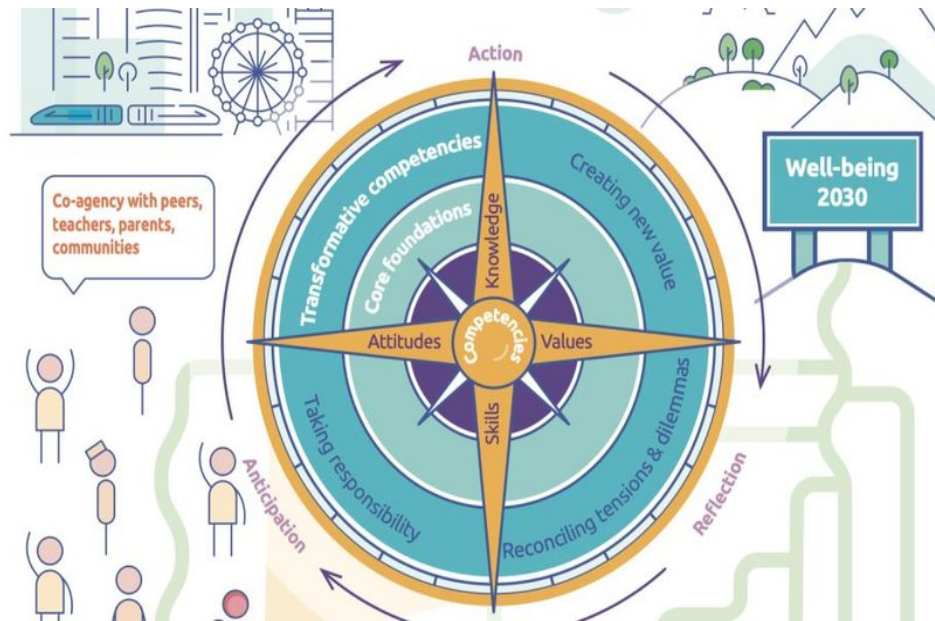 Action
Transformative competencies
Creating new value
Core foundations
Knowledge
Well-being
2030
Co-agency with peers,
teachers, parents,
communities
Attitudes
Competencies
Values
Skills
Taking responsibility
Reconciling tensions & dilemmas
Anticipation
Reflection